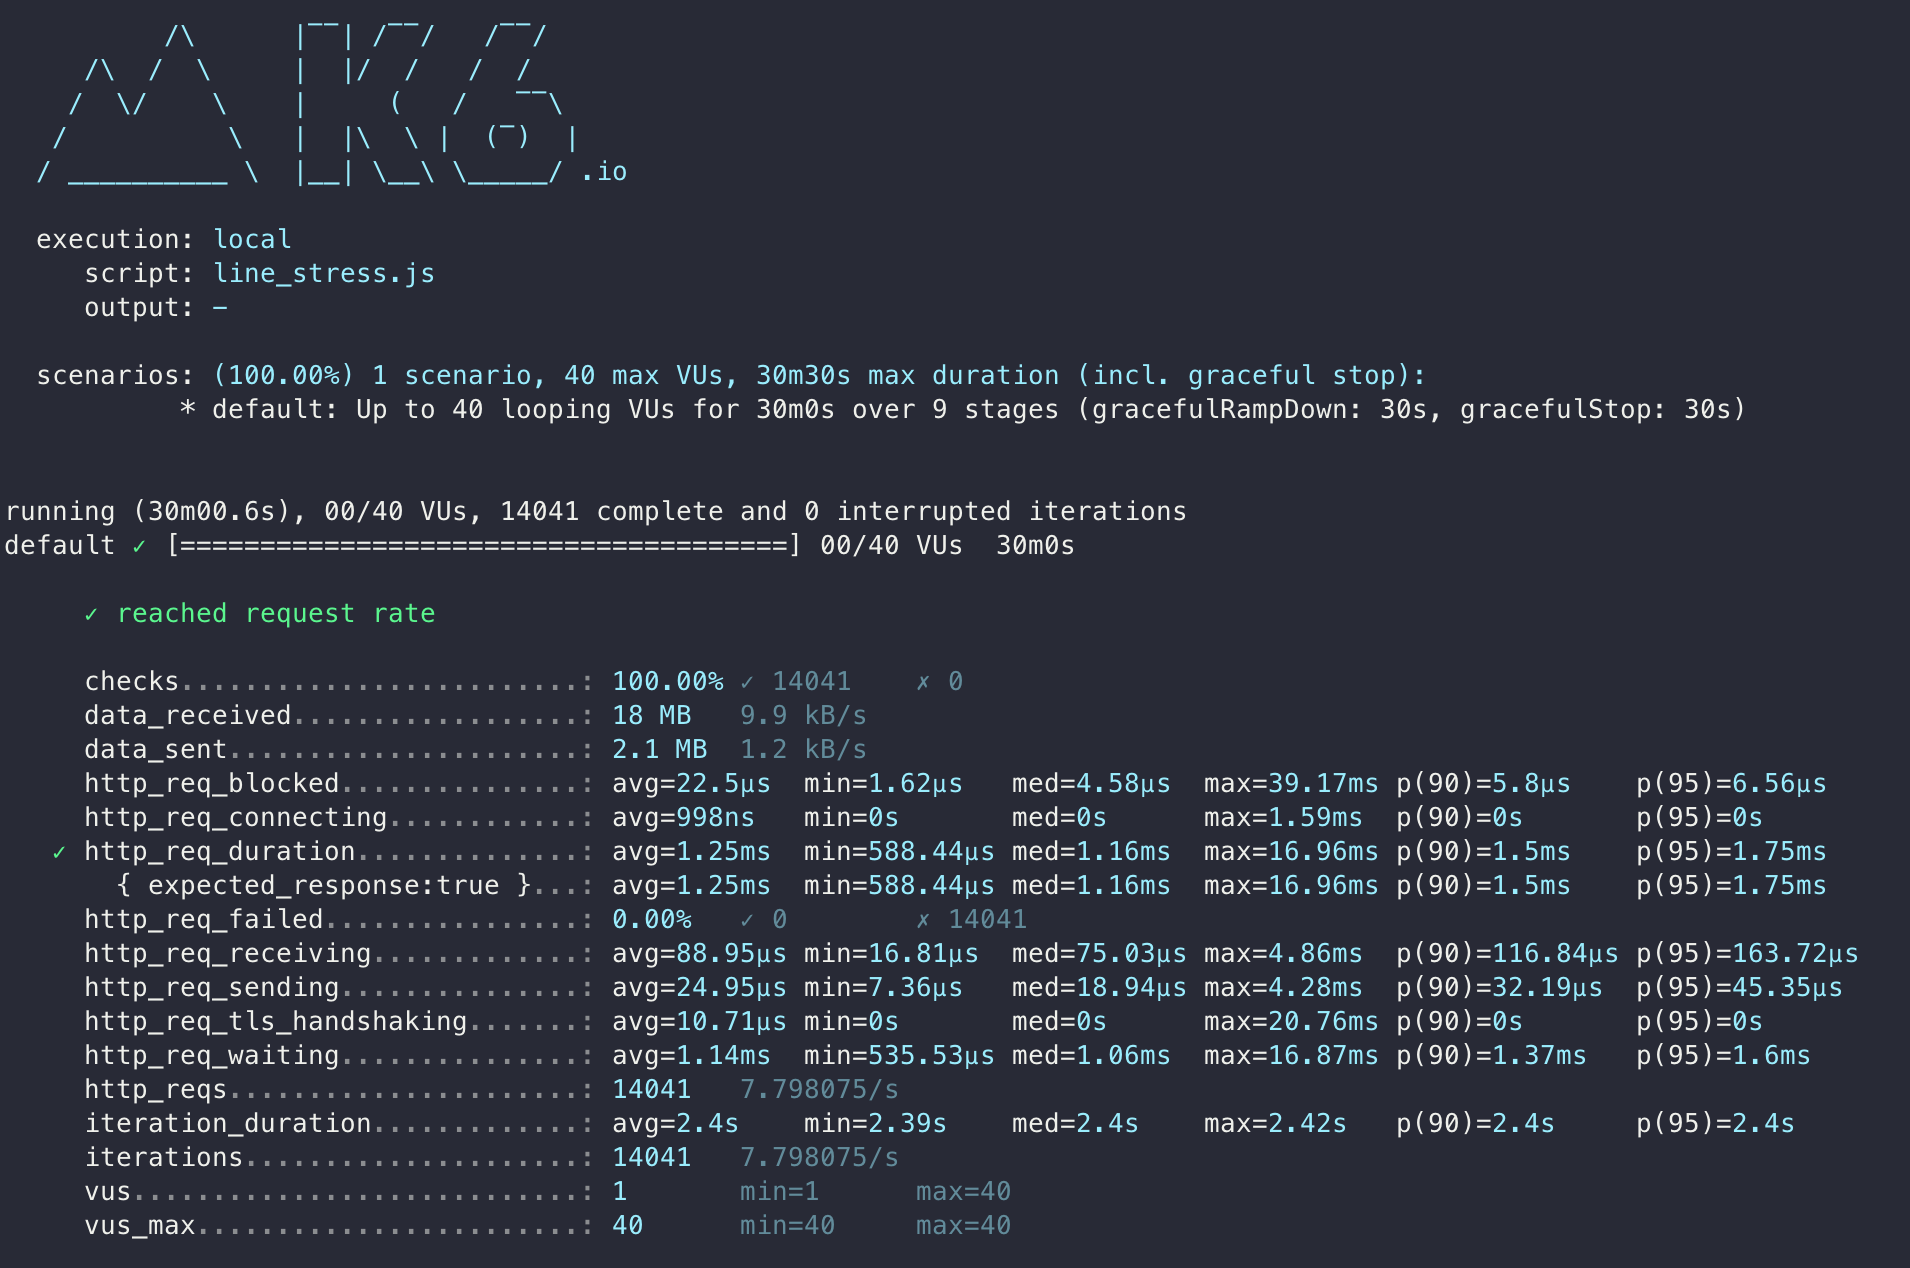 /\      |‾‾| /‾‾/   /‾‾/
     /\  /  \     |  |/  /   /  /
    /  \/    \    |     (   /   ‾‾\
   /          \   |  |\  \ |  (‾)  |
  / __________ \  |__| \__\ \_____/ .io

  execution: local
     script: line_stress.js
     output: -

  scenarios: (100.00%) 1 scenario, 40 max VUs, 30m30s max duration (incl. graceful stop):
           * default: Up to 40 looping VUs for 30m0s over 9 stages (gracefulRampDown: 30s, gracefulStop: 30s)

running (30m00.6s), 00/40 VUs, 14041 complete and 0 interrupted iterations
default ✓ [======================================] 00/40 VUs  30m0s

     ✓ reached request rate

     checks.........................: 100.00% ✓ 14041    ✗ 0
     data_received..................: 18 MB   9.9 kB/s
     data_sent......................: 2.1 MB  1.2 kB/s
     http_req_blocked...............: avg=22.5µs  min=1.62µs   med=4.58µs  max=39.17ms p(90)=5.8µs    p(95)=6.56µs
     http_req_connecting............: avg=998ns   min=0s       med=0s      max=1.59ms  p(90)=0s       p(95)=0s
   ✓ http_req_duration..............: avg=1.25ms  min=588.44µs med=1.16ms  max=16.96ms p(90)=1.5ms    p(95)=1.75ms
       { expected_response:true }...: avg=1.25ms  min=588.44µs med=1.16ms  max=16.96ms p(90)=1.5ms    p(95)=1.75ms
     http_req_failed................: 0.00%   ✓ 0        ✗ 14041
     http_req_receiving.............: avg=88.95µs min=16.81µs  med=75.03µs max=4.86ms  p(90)=116.84µs p(95)=163.72µs
     http_req_sending...............: avg=24.95µs min=7.36µs   med=18.94µs max=4.28ms  p(90)=32.19µs  p(95)=45.35µs
     http_req_tls_handshaking.......: avg=10.71µs min=0s       med=0s      max=20.76ms p(90)=0s       p(95)=0s
     http_req_waiting...............: avg=1.14ms  min=535.53µs med=1.06ms  max=16.87ms p(90)=1.37ms   p(95)=1.6ms
     http_reqs......................: 14041   7.798075/s
     iteration_duration.............: avg=2.4s    min=2.39s    med=2.4s    max=2.42s   p(90)=2.4s     p(95)=2.4s
     iterations.....................: 14041   7.798075/s
     vus............................: 1       min=1      max=40
     vus_max........................: 40      min=40     max=40